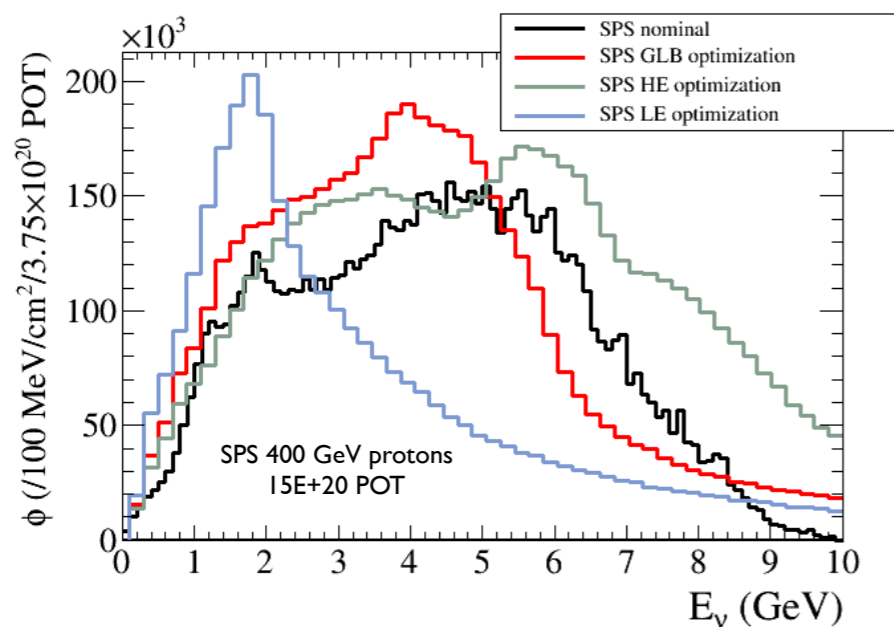 ×10³
SPS nominal
SPS GLB optimization
SPS HE optimization
SPS LE optimization
200
150
100
50
0
ϕ (/100 MeV/cm²/3.75×10²⁰ POT)
SPS 400 GeV protons
15E+20 POT
0 1 2 3 4 5 6 7 8 9 10
Eᵥ (GeV)